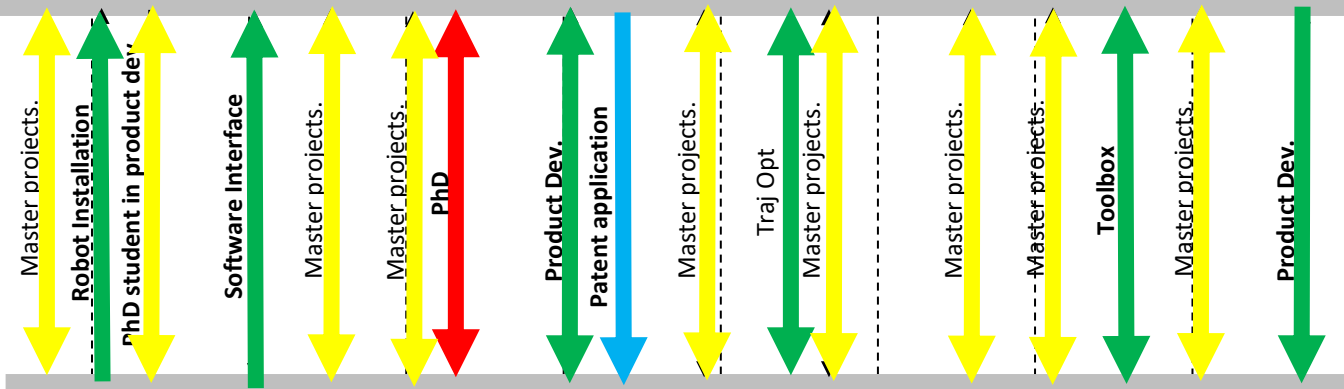 Master projects.
Robot Installation
PhD student in product dev
Software Interface
Master projects.
Master projects.
PhD
Product Dev.
Patent application
Master projects.
Traj Opt
Master projects.
Master projects.
Master projects.
Toolbox
Master projects.
Product Dev.